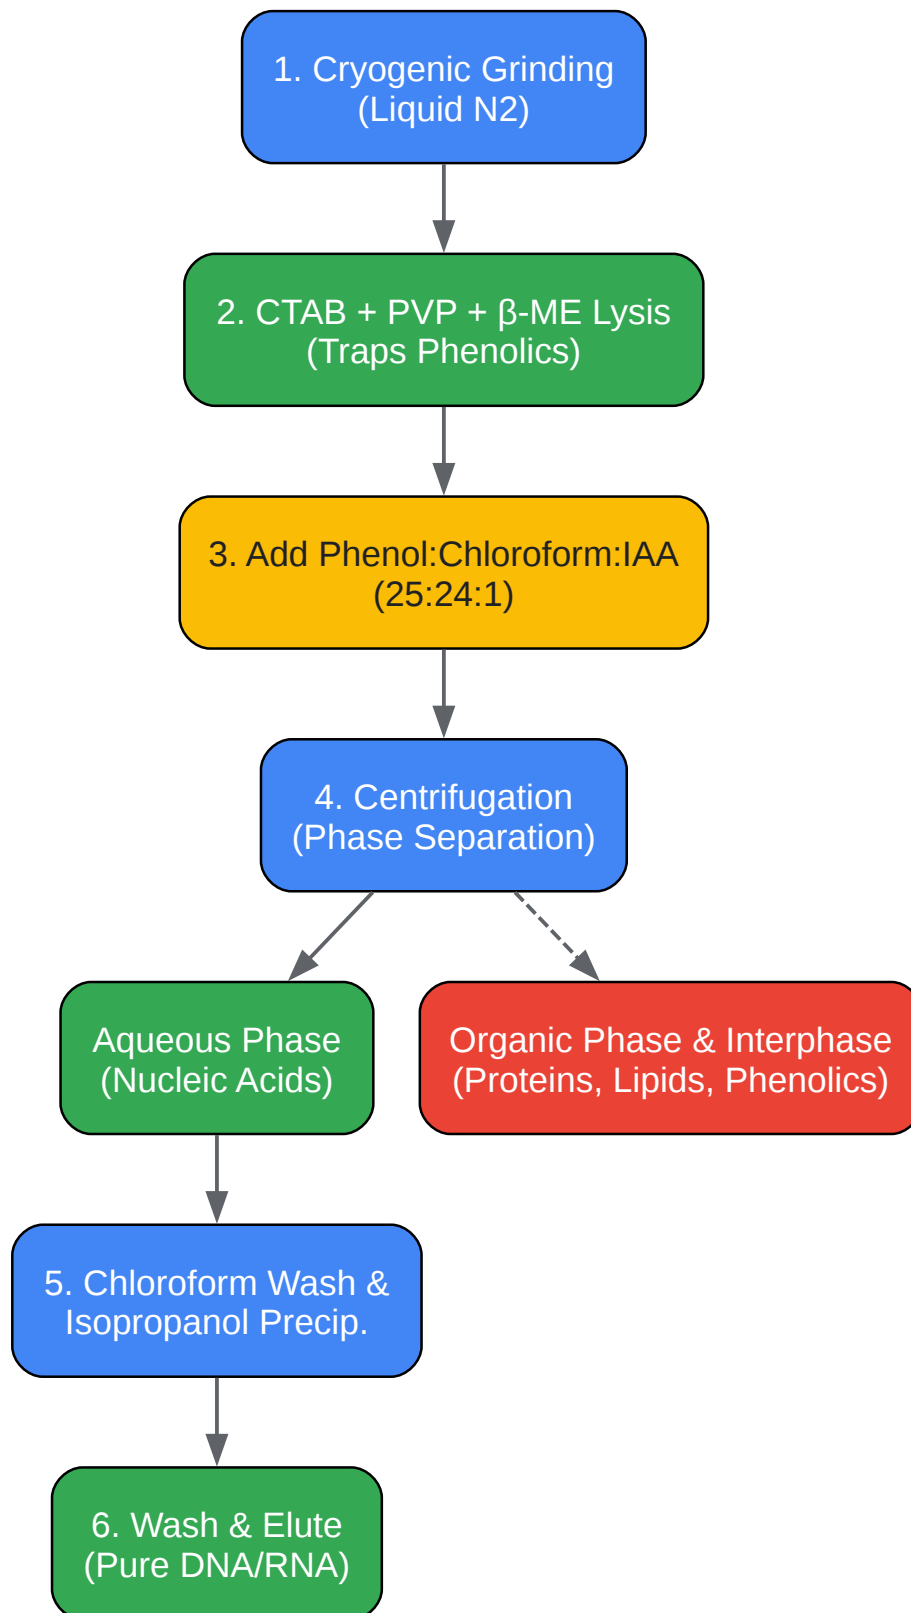 1. Cryogenic Grinding
(Liquid N2)
2. CTAB + PVP + β-ME Lysis
(Traps Phenolics)
3. Add Phenol:Chloroform:IAA
(25:24:1)
4. Centrifugation
(Phase Separation)
Aqueous Phase
(Nucleic Acids)
Organic Phase & Interphase
(Proteins, Lipids, Phenolics)
5. Chloroform Wash &
Isopropanol Precip.
6. Wash & Elute
(Pure DNA/RNA)